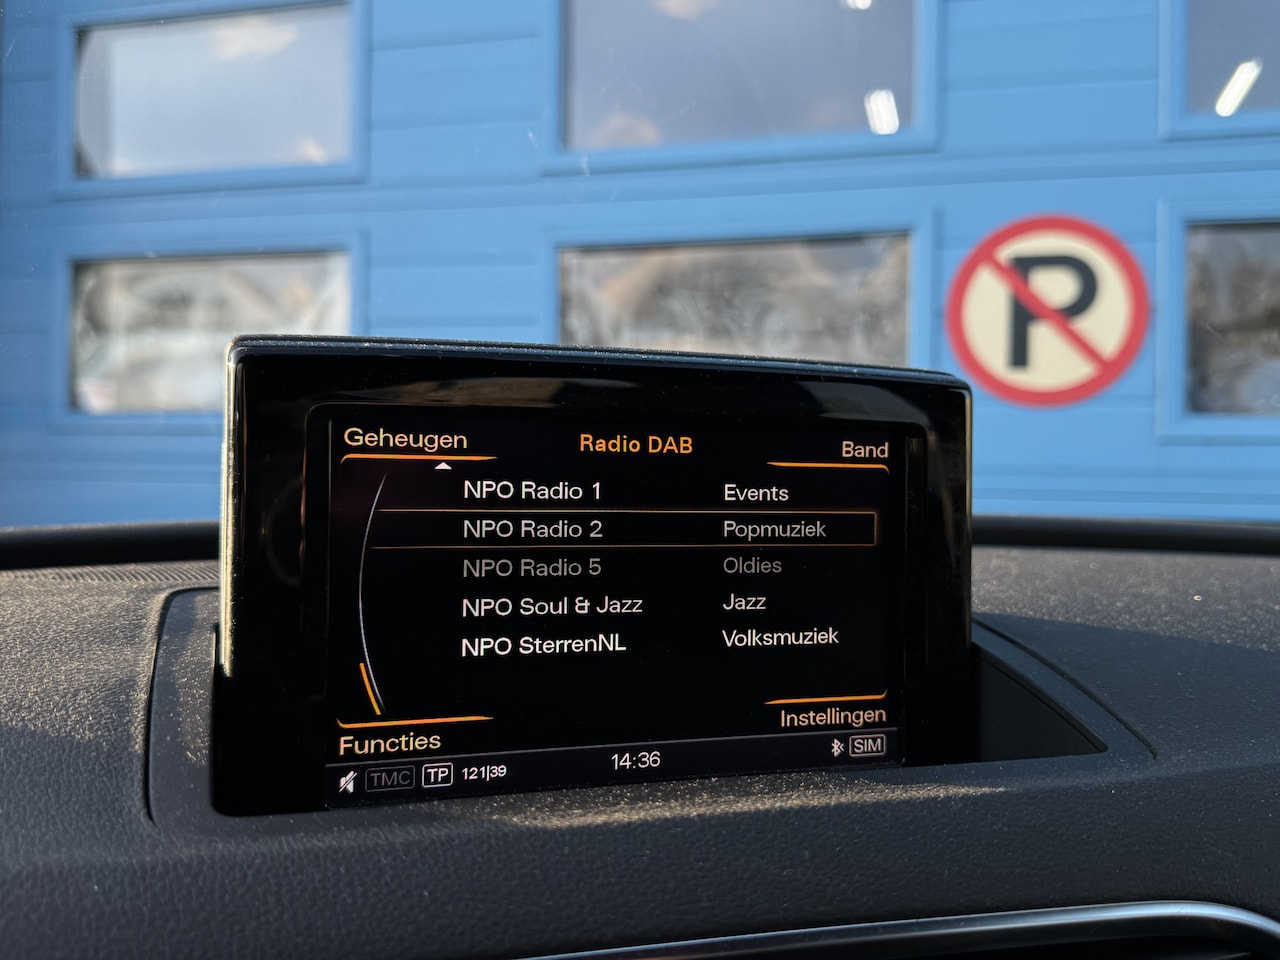 P
Geheugen Radio DAB Band
NPO Radio 1 Events
NPO Radio 2 Popmuziek
NPO Radio 5 Oldies
NPO Soul & Jazz Jazz
NPO SterrenNL Volksmuziek
Functies Instellingen
TMC TP 121|39 14:36 SIM